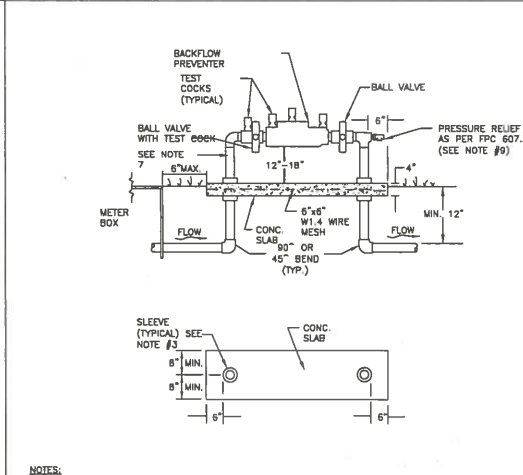 BACKFLOW
PREVENTER
TEST
COCKS
(TYPICAL)
BALL VALVE
6"
BALL VALVE
WITH TEST COCK
PRESSURE RELIEF
AS PER FPC 607.
(SEE NOTE #9)
SEE NOTE
7
6"MAX.
12"-18"
4"
METER
BOX
6"x6"
W1.4 WIRE
MESH
MIN. 12"
CONC.
SLAB
FLOW
FLOW
90° OR
45° BEND
(TYP.)
SLEEVE
(TYPICAL) SEE
NOTE #3
CONC.
SLAB
6" MIN.
6" MIN.
6"
6"
NOTES: